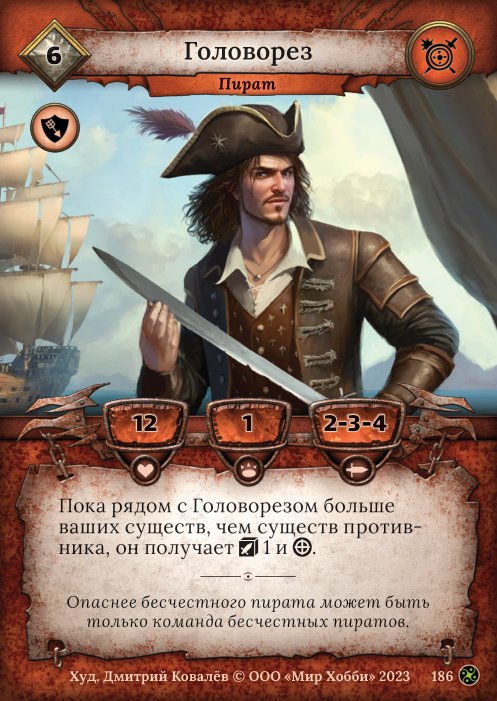 6
Головорез
Пират
12
1
2-3-4
Пока рядом с Головорезом больше
ваших существ, чем существ против-
ника, он получает 1 и .
Опаснее бесчестного пирата может быть
только команда бесчестных пиратов.
Худ. Дмитрий Ковалёв © ООО «Мир Хобби» 2023 186